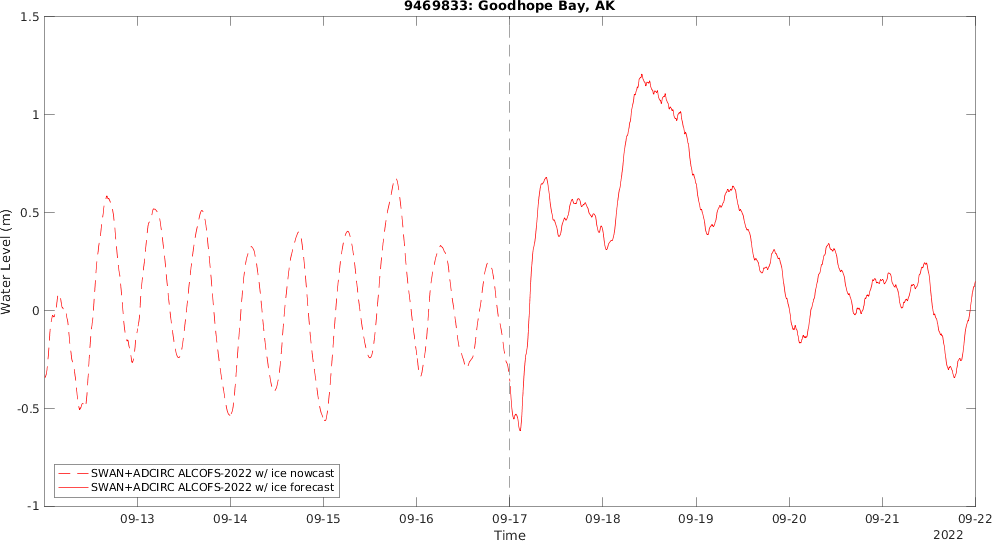 9469833: Goodhope Bay, AK
1.5
1
0.5
0
-0.5
-1
Water Level (m)
SWAN+ADCIRC ALCOFS-2022 w/ ice nowcast
SWAN+ADCIRC ALCOFS-2022 w/ ice forecast
09-13 09-14 09-15 09-16 09-17 09-18 09-19 09-20 09-21 09-22
Time
2022